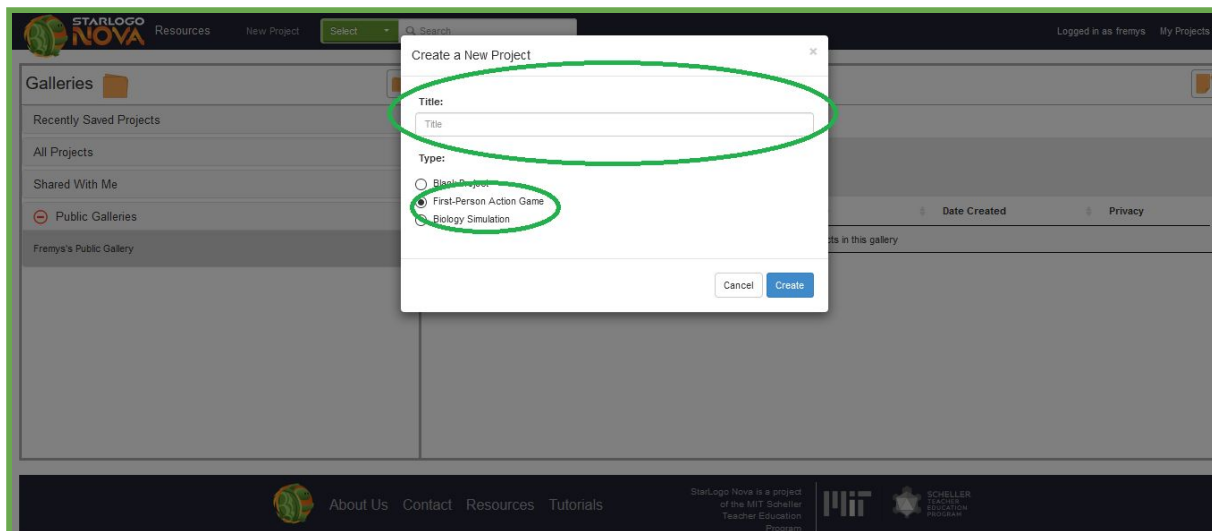 STARLOGO
NOVA
Resources
New Project
Select
Search
Logged in as fremys
My Projects
Create a New Project
×
Galleries
Title:
Title
Recently Saved Projects
All Projects
Type:
Shared With Me
Blank Project
First-Person Action Game
Biology Simulation
Public Galleries
Date Created
Privacy
Fremys's Public Gallery
cts in this gallery
Cancel
Create
About Us
Contact
Resources
Tutorials
StarLogo Nova is a project
of the MIT Scheller
Teacher Education
Program
SCHELLER
TEACHER
EDUCATION
PROGRAM